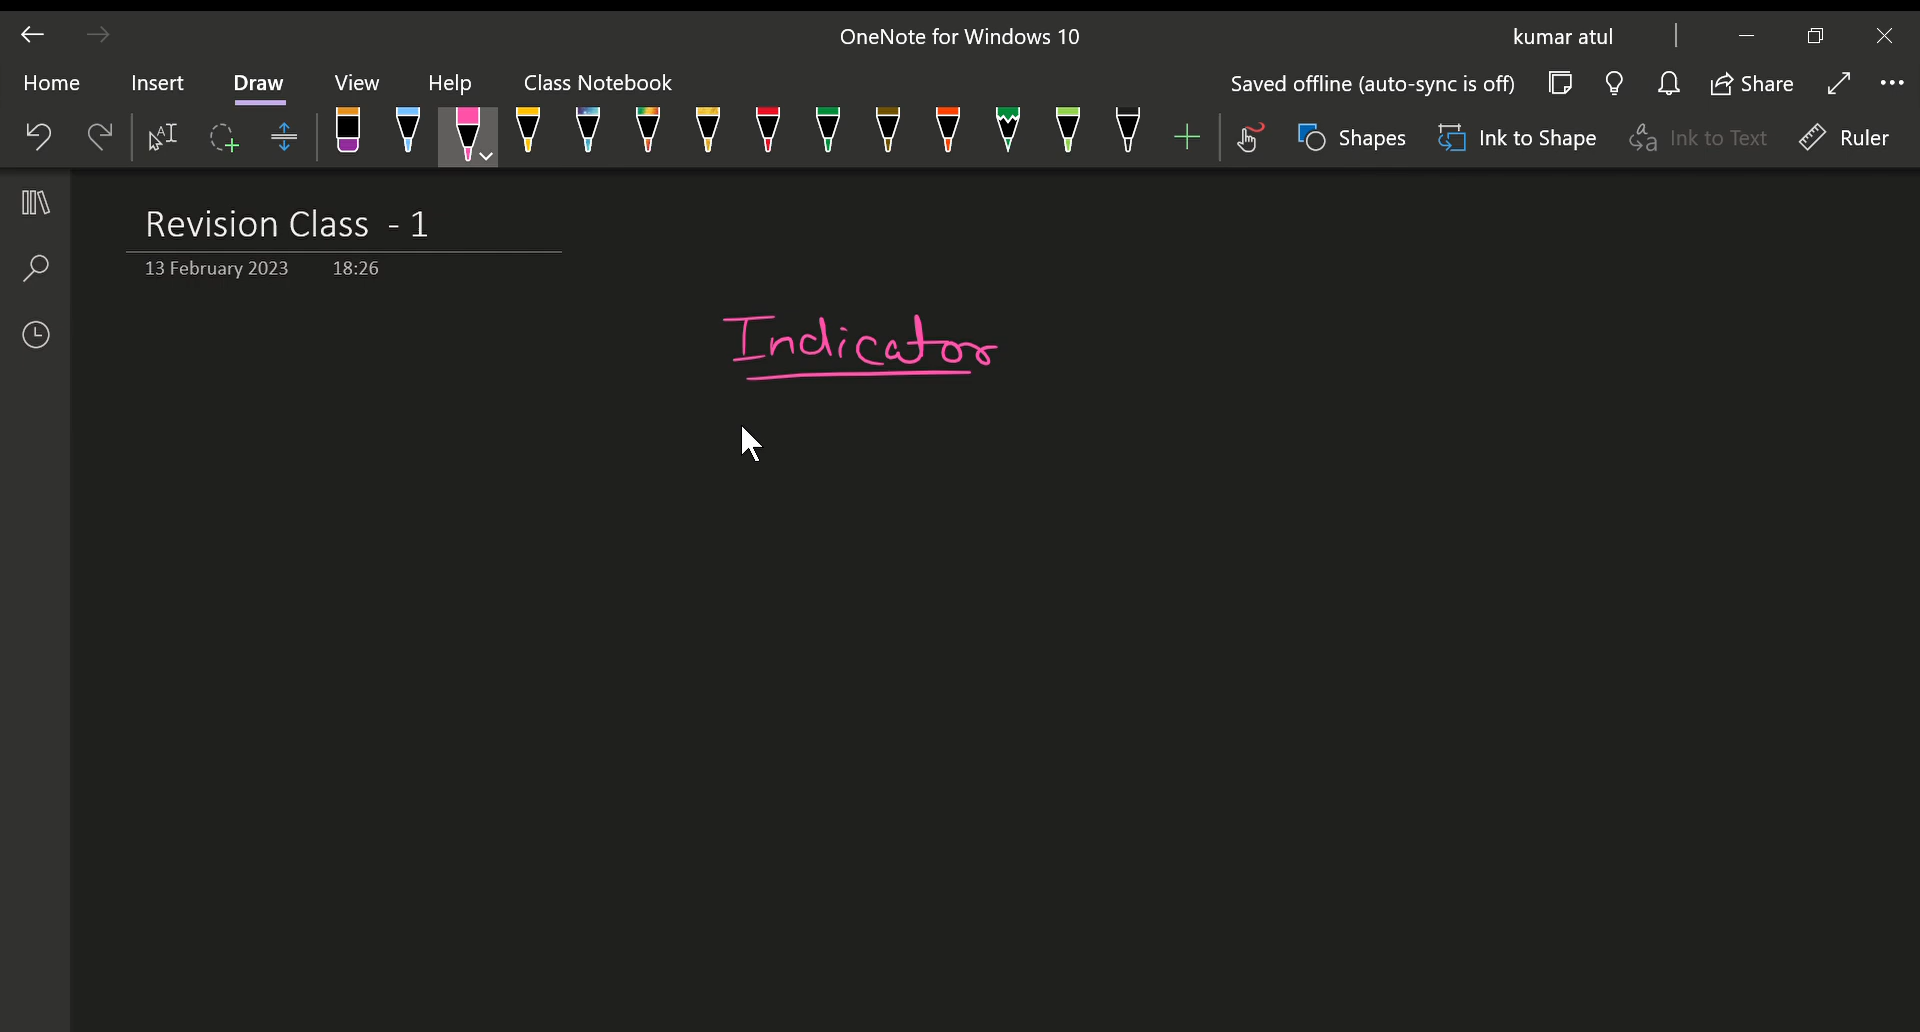 OneNote for Windows 10
kumar atul
Home Insert Draw View Help Class Notebook
Saved offline (auto-sync is off) Share
Shapes Ink to Shape Ink to Text Ruler
Revision Class - 1
13 February 2023 18:26
Indicator